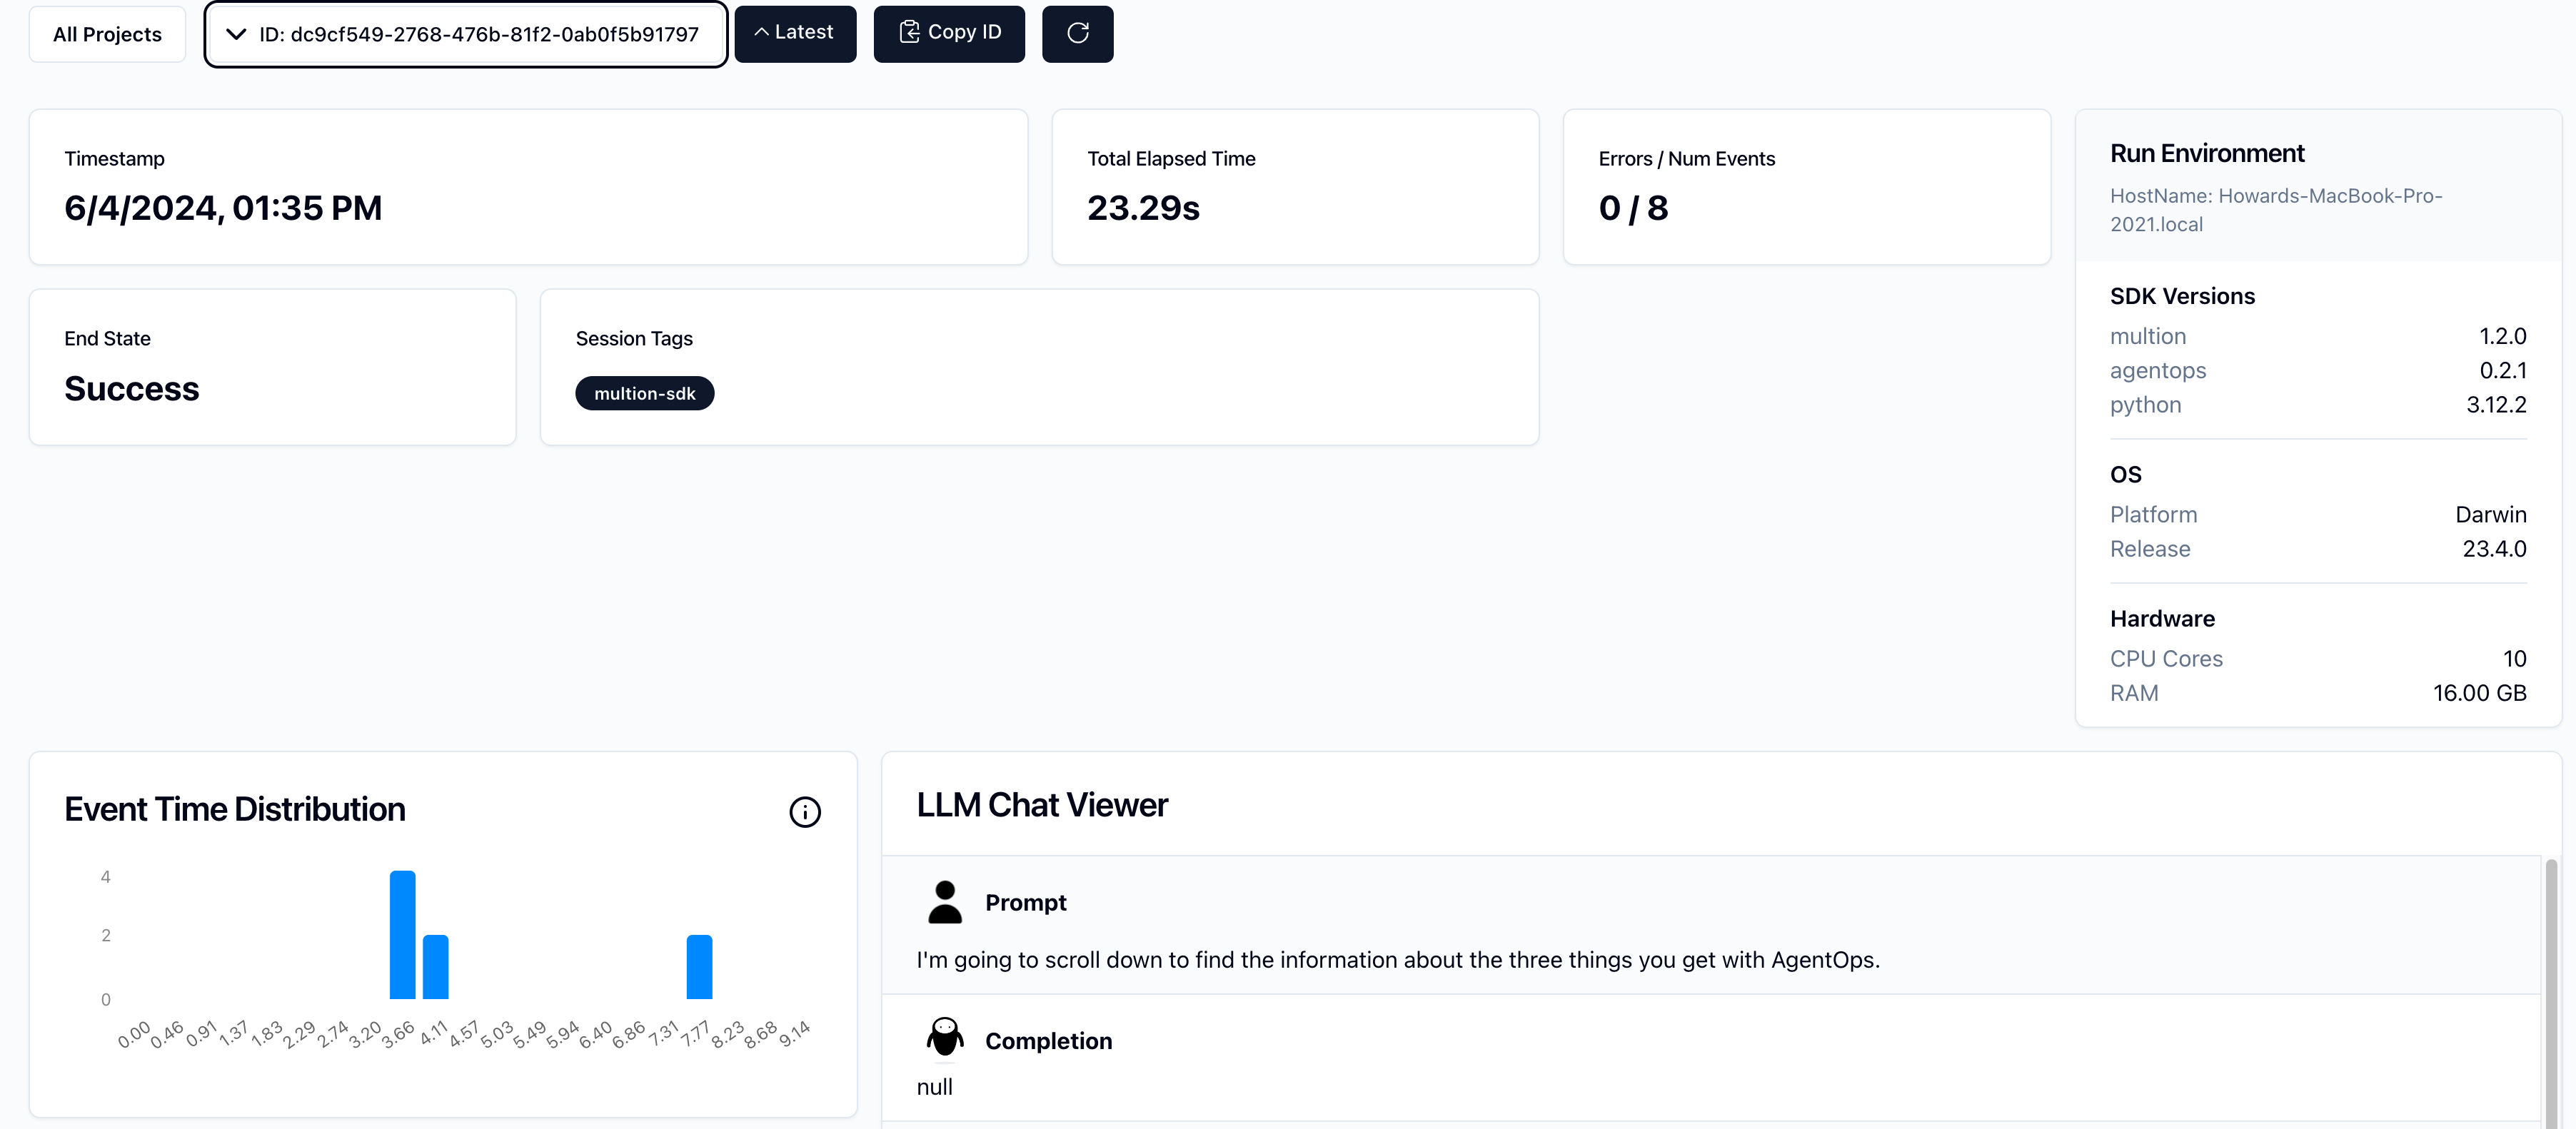 All Projects
ID: dc9cf549-2768-476b-81f2-0ab0f5b91797
Latest
Copy ID
Timestamp
6/4/2024, 01:35 PM
Total Elapsed Time
23.29s
Errors / Num Events
0 / 8
End State
Success
Session Tags
multion-sdk
Run Environment
HostName: Howards-MacBook-Pro-
2021.local
SDK Versions
multion 1.2.0
agentops 0.2.1
python 3.12.2
OS
Platform Darwin
Release 23.4.0
Hardware
CPU Cores 10
RAM 16.00 GB
Event Time Distribution
4
2
0
0.00 0.46 0.91 1.37 1.83 2.29 2.74 3.20 3.66 4.11 4.57 5.03 5.49 5.94 6.40 6.86 7.31 7.77 8.23 8.68 9.14
LLM Chat Viewer
Prompt
I'm going to scroll down to find the information about the three things you get with AgentOps.
Completion
null